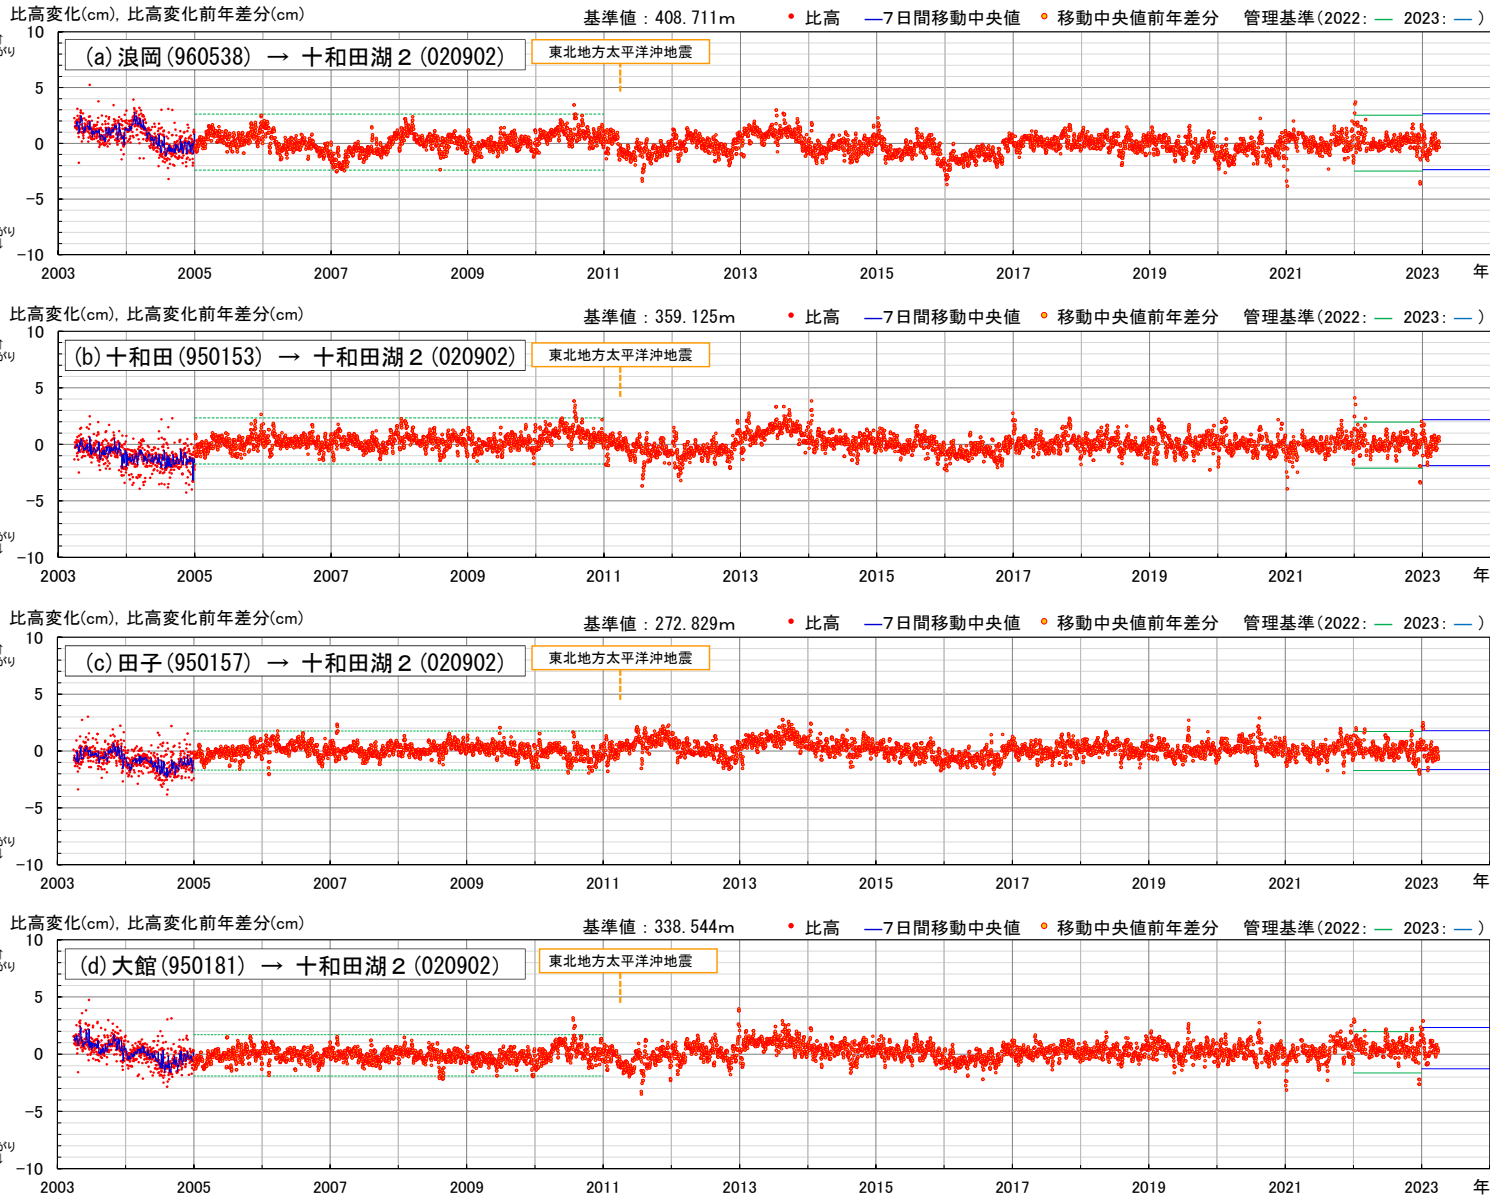 比高変化(cm), 比高変化前年差分(cm) 基準値：408.711m ・ 比高 —7日間移動中央値 ○ 移動中央値前年差分 管理基準(2022: — 2023: — )
(a) 浪岡(960538) → 十和田湖２(020902) 東北地方太平洋沖地震
10
5
0
-5
-10
2003 2005 2007 2009 2011 2013 2015 2017 2019 2021 2023 年
比高変化(cm), 比高変化前年差分(cm) 基準値：359.125m ・ 比高 —7日間移動中央値 ○ 移動中央値前年差分 管理基準(2022: — 2023: — )
(b) 十和田(950153) → 十和田湖２(020902) 東北地方太平洋沖地震
10
5
0
-5
-10
2003 2005 2007 2009 2011 2013 2015 2017 2019 2021 2023 年
比高変化(cm), 比高変化前年差分(cm) 基準値：272.829m ・ 比高 —7日間移動中央値 ○ 移動中央値前年差分 管理基準(2022: — 2023: — )
(c) 田子(950157) → 十和田湖２(020902) 東北地方太平洋沖地震
10
5
0
-5
-10
2003 2005 2007 2009 2011 2013 2015 2017 2019 2021 2023 年
比高変化(cm), 比高変化前年差分(cm) 基準値：338.544m ・ 比高 —7日間移動中央値 ○ 移動中央値前年差分 管理基準(2022: — 2023: — )
(d) 大館(950181) → 十和田湖２(020902) 東北地方太平洋沖地震
10
5
0
-5
-10
2003 2005 2007 2009 2011 2013 2015 2017 2019 2021 2023 年